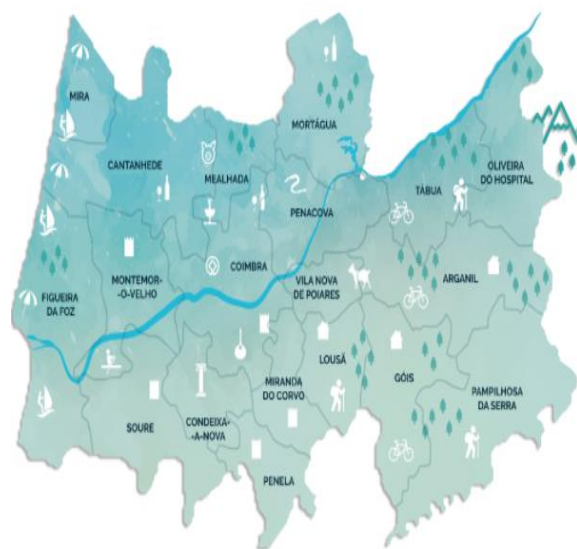 MIRA
MORTÁGUA
CANTANHEDE
MEALHADA
OLIVEIRA
DO HOSPITAL
TÁBUA
PENACOVA
COIMBRA
MONTEMOR-
-O-VELHO
VILA NOVA
DE POIARES
ARGANIL
FIGUEIRA
DA FOZ
LOUSÃ
MIRANDA
DO CORVO
GÓIS
PAMPILHOSA
DA SERRA
SOURE
CONDEIXA-
-A-NOVA
PENELA